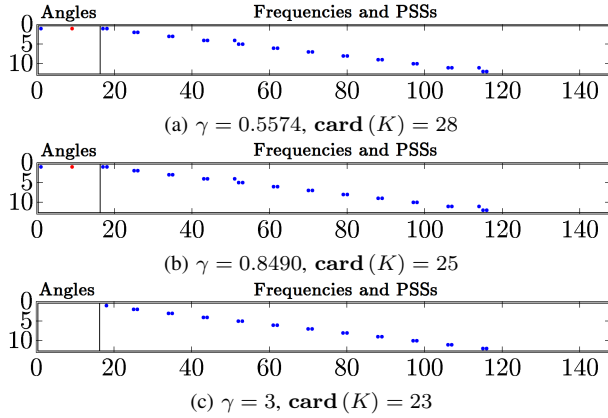 Angles Frequencies and PSSs
0
5
10
0 20 40 60 80 100 120 140
(a) γ = 0.5574, card (K) = 28
Angles Frequencies and PSSs
0
5
10
0 20 40 60 80 100 120 140
(b) γ = 0.8490, card (K) = 25
Angles Frequencies and PSSs
0
5
10
0 20 40 60 80 100 120 140
(c) γ = 3, card (K) = 23